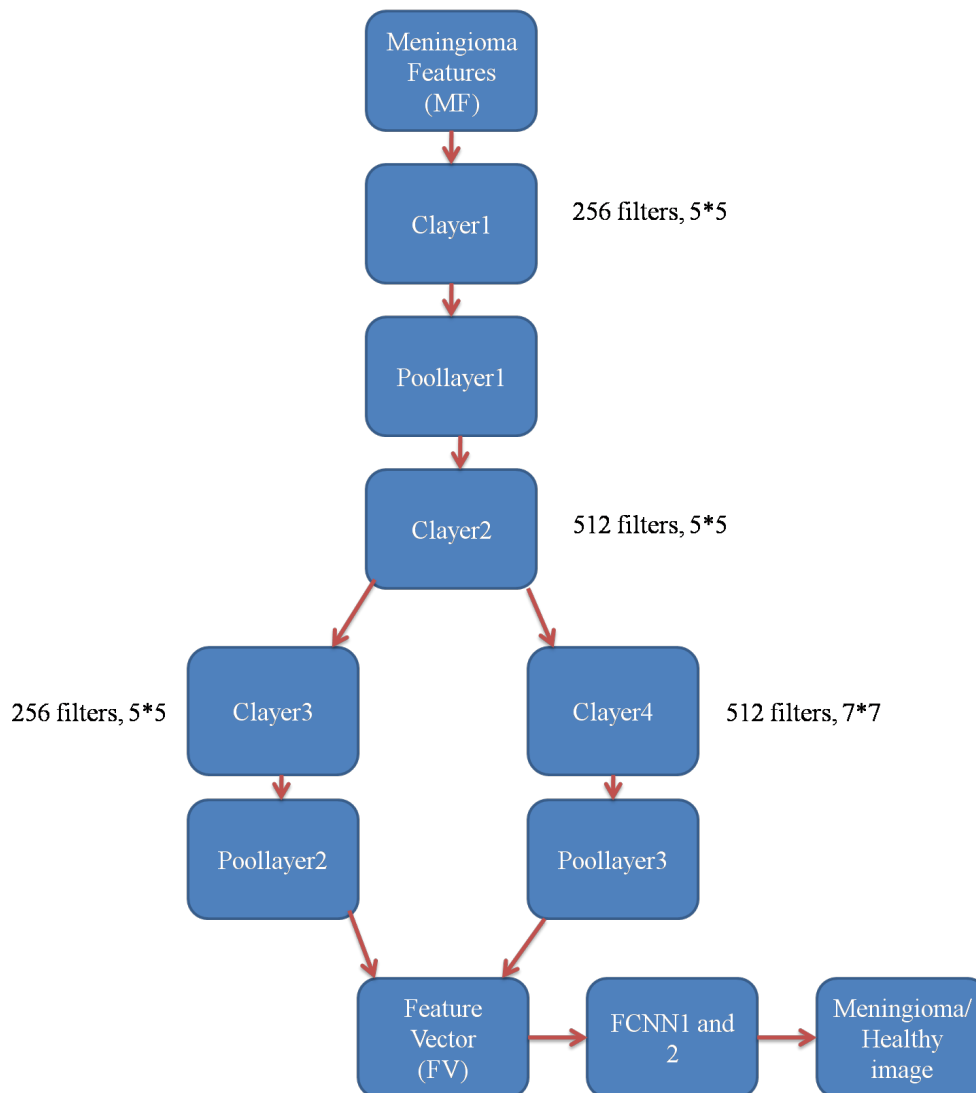 Meningioma
Features
(MF)
Clayer1
256 filters, 5*5
Poollayer1
Clayer2
512 filters, 5*5
256 filters, 5*5
Clayer3
Clayer4
512 filters, 7*7
Poollayer2
Poollayer3
Feature
Vector
(FV)
FCNN1 and
2
Meningioma/
Healthy
image